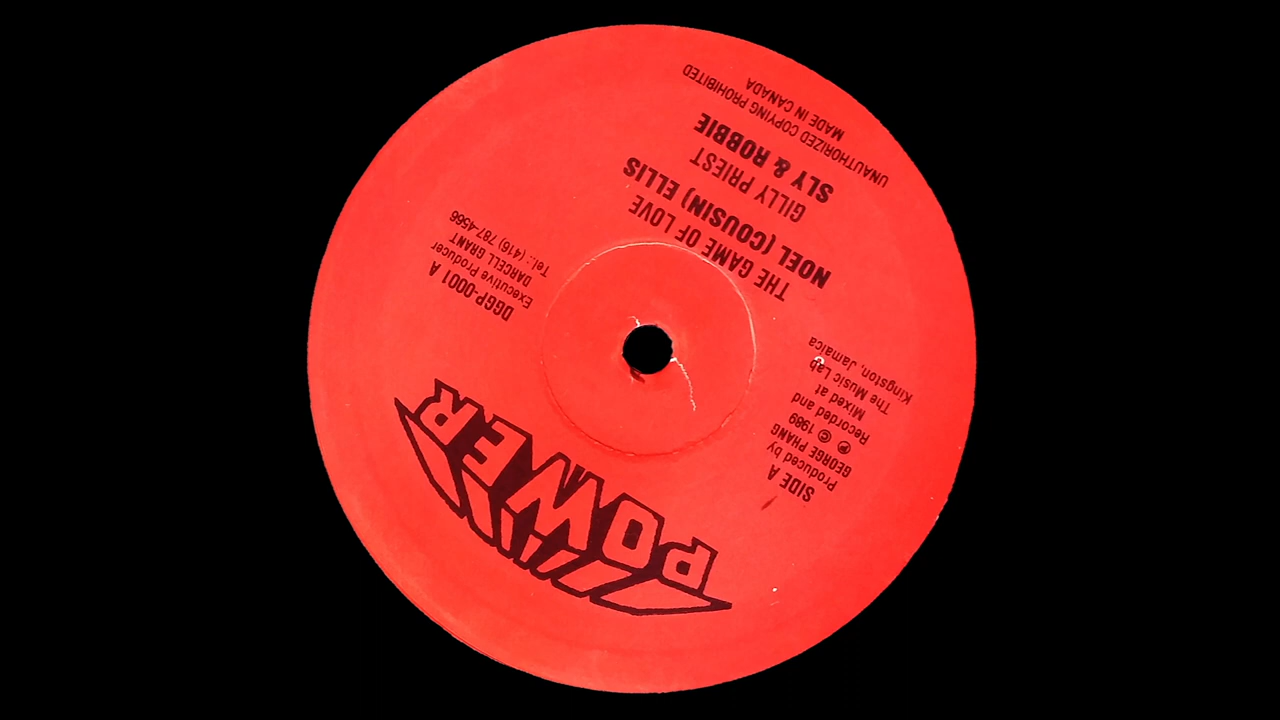 POWER
SIDE A
Produced by
GEORGE PHANG
℗ © 1989
Recorded and
Mixed at
The Music Lab
Kingston, Jamaica
DGGP-0001 A
Executive Producer
DARCELL GRANT
Tel.: (416) 787-4566
THE GAME OF LOVE
NOEL (COUSIN) ELLIS
GILLY PRIEST
SLY & ROBBIE
UNAUTHORIZED COPYING PROHIBITED
MADE IN CANADA